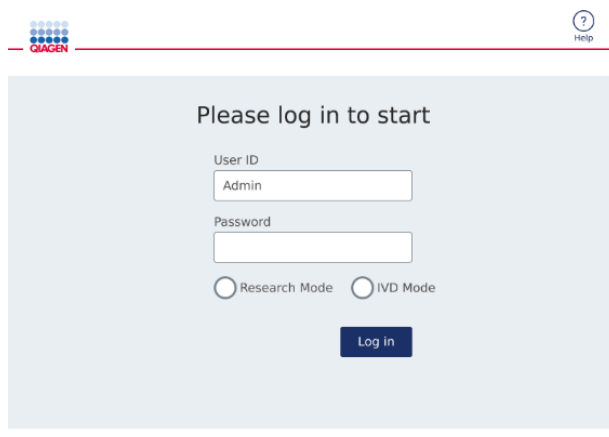 QIAGEN
?
Help
Please log in to start
User ID
Admin
Password
Research Mode IVD Mode
Log in